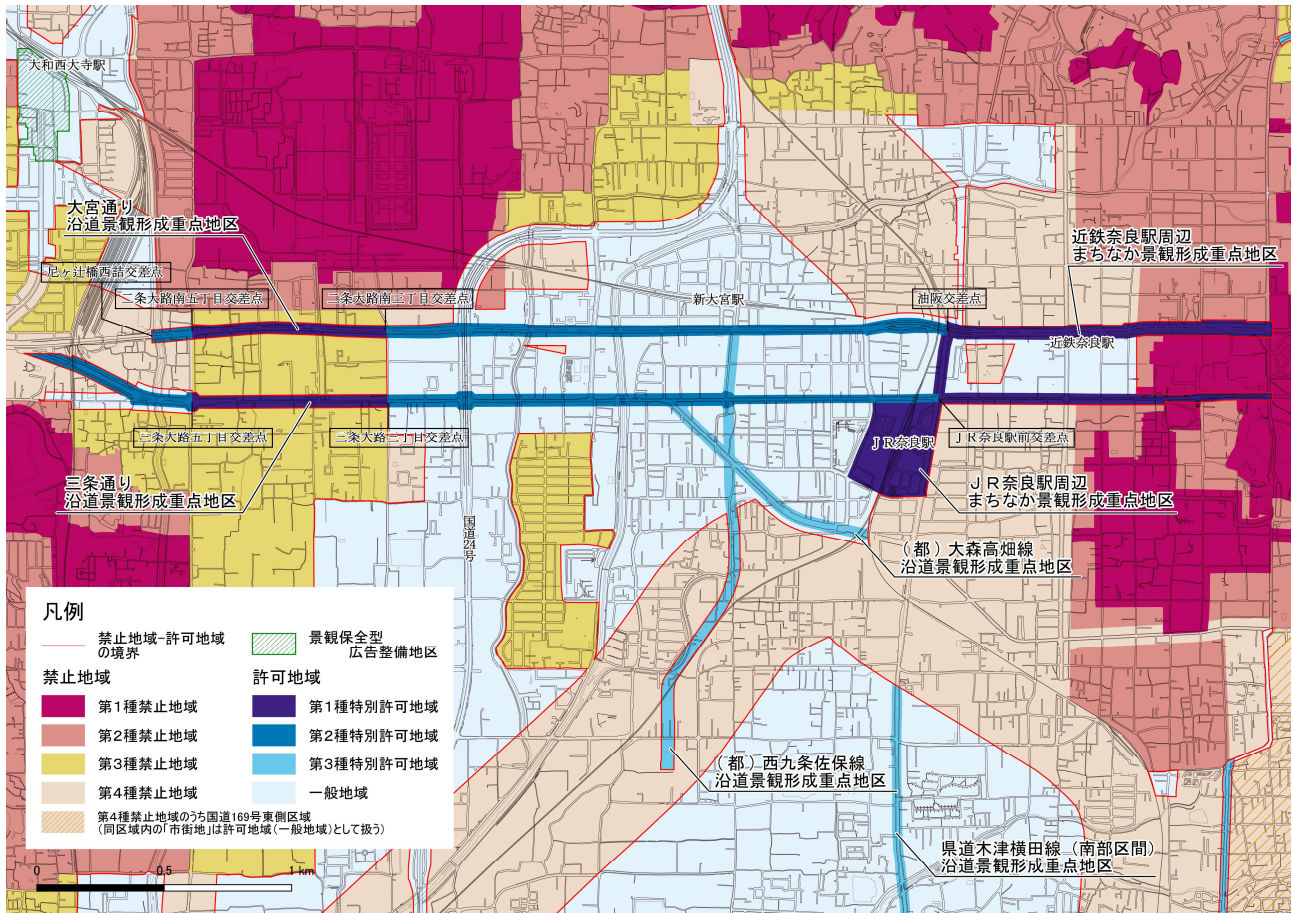 大和西大寺駅
大宮通り
沿道景観形成重点地区
尼ヶ辻橋西詰交差点
二条大路南五丁目交差点
二条大路南三丁目交差点
新大宮駅
油阪交差点
近鉄奈良駅周辺
まちなか景観形成重点地区
近鉄奈良駅
三条大路五丁目交差点
三条大路二丁目交差点
JR奈良駅
JR奈良駅前交差点
三条通り
沿道景観形成重点地区
国道24号
JR奈良駅周辺
まちなか景観形成重点地区
(都)大森高畑線
沿道景観形成重点地区
(都)西九条佐保線
沿道景観形成重点地区
県道木津横田線(南部区間)
沿道景観形成重点地区
凡例
禁止地域-許可地域
の境界
景観保全型
広告整備地区
禁止地域
許可地域
第1種禁止地域
第1種特別許可地域
第2種禁止地域
第2種特別許可地域
第3種禁止地域
第3種特別許可地域
第4種禁止地域
一般地域
第4種禁止地域のうち国道169号東側区域
(同区域内の「市街地」は許可地域(一般地域)として扱う)
0 0.5 1 km